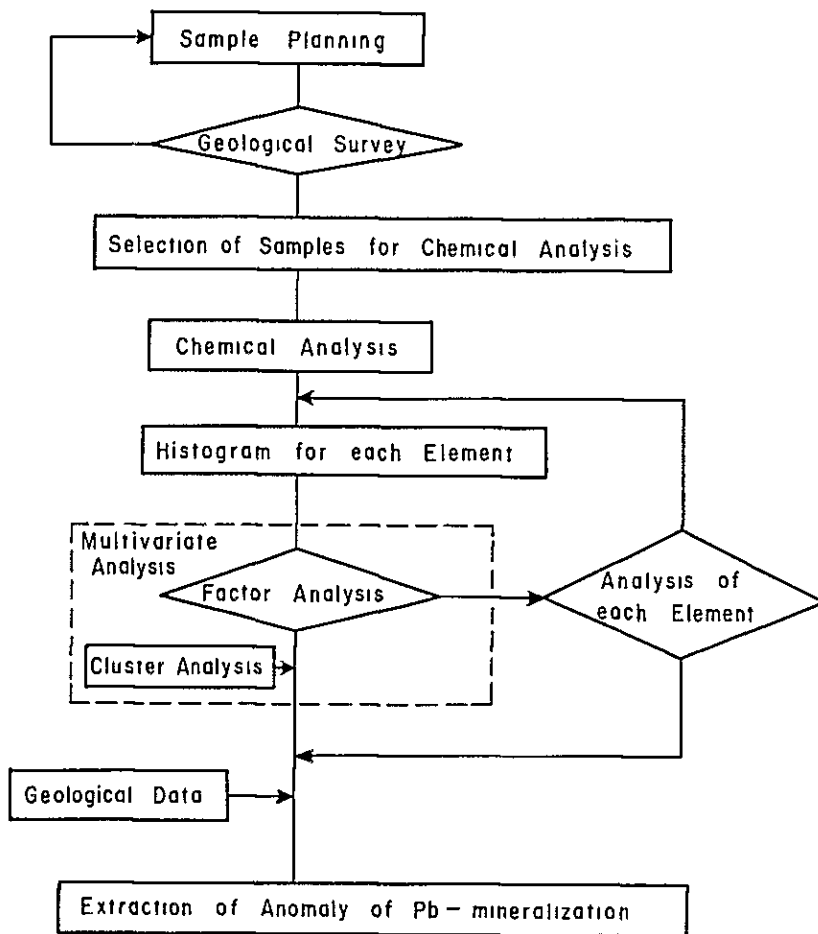 Sample Planning
Geological Survey
Selection of Samples for Chemical Analysis
Chemical Analysis
Histogram for each Element
Multivariate
Analysis
Factor Analysis
Analysis of
each Element
Cluster Analysis
Geological Data
Extraction of Anomaly of Pb-mineralization